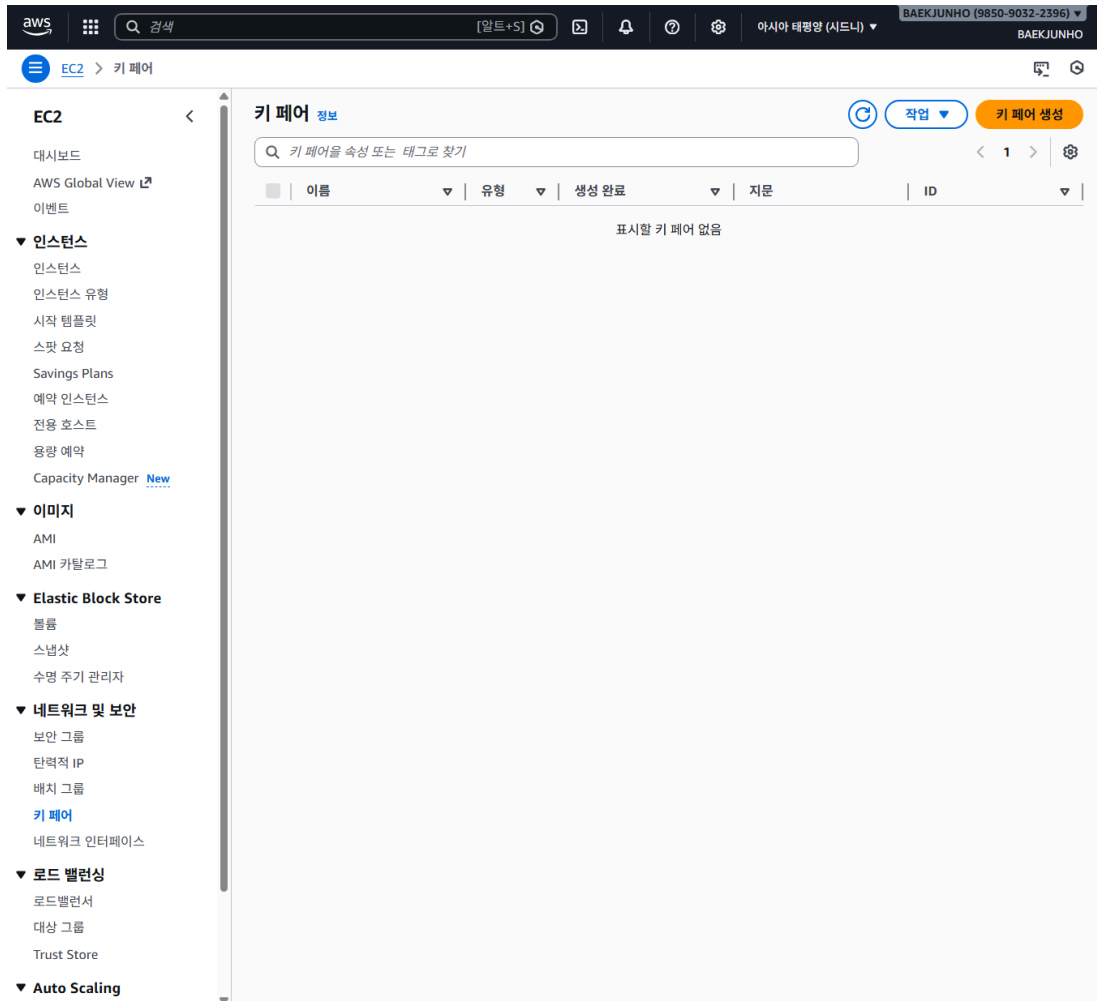 aws
검색 [알트+S]
아시아 태평양 (시드니)
BAEKJUNHO (9850-9032-2396)
BAEKJUNHO
EC2 > 키 페어
EC2
대시보드
AWS Global View
이벤트
인스턴스
인스턴스
인스턴스 유형
시작 템플릿
스팟 요청
Savings Plans
예약 인스턴스
전용 호스트
용량 예약
Capacity Manager New
이미지
AMI
AMI 카탈로그
Elastic Block Store
볼륨
스냅샷
수명 주기 관리자
네트워크 및 보안
보안 그룹
탄력적 IP
배치 그룹
키 페어
네트워크 인터페이스
로드 밸런싱
로드밸런서
대상 그룹
Trust Store
Auto Scaling
키 페어 정보
작업
키 페어 생성
키 페어을 속성 또는 태그로 찾기
1
이름 유형 생성 완료 지문 ID
표시할 키 페어 없음